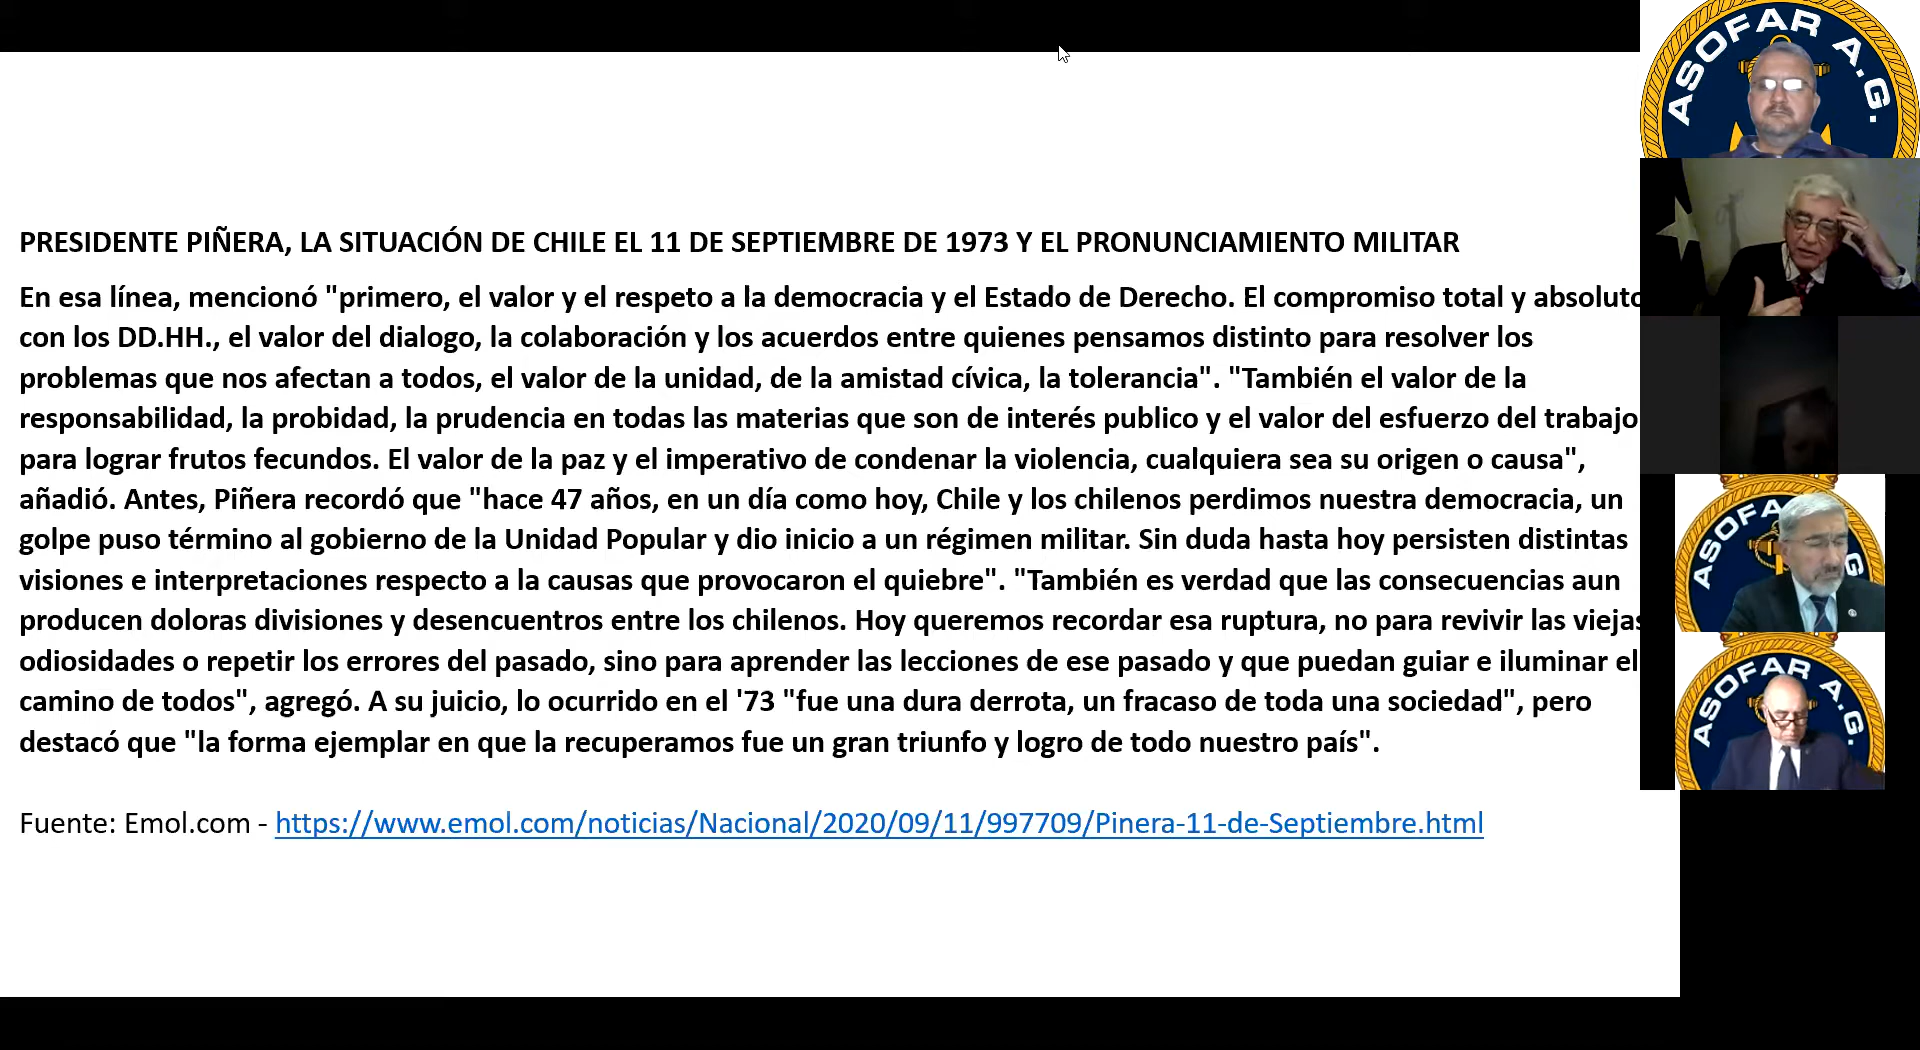 PRESIDENTE PIÑERA, LA SITUACIÓN DE CHILE EL 11 DE SEPTIEMBRE DE 1973 Y EL PRONUNCIAMIENTO MILITAR
En esa línea, mencionó "primero, el valor y el respeto a la democracia y el Estado de Derecho. El compromiso total y absoluto
con los DD.HH., el valor del dialogo, la colaboración y los acuerdos entre quienes pensamos distinto para resolver los
problemas que nos afectan a todos, el valor de la unidad, de la amistad cívica, la tolerancia". "También el valor de la
responsabilidad, la probidad, la prudencia en todas las materias que son de interés publico y el valor del esfuerzo del trabajo
para lograr frutos fecundos. El valor de la paz y el imperativo de condenar la violencia, cualquiera sea su origen o causa",
añadió. Antes, Piñera recordó que "hace 47 años, en un día como hoy, Chile y los chilenos perdimos nuestra democracia, un
golpe puso término al gobierno de la Unidad Popular y dio inicio a un régimen militar. Sin duda hasta hoy persisten distintas
visiones e interpretaciones respecto a la causas que provocaron el quiebre". "También es verdad que las consecuencias aun
producen doloras divisiones y desencuentros entre los chilenos. Hoy queremos recordar esa ruptura, no para revivir las viejas
odiosidades o repetir los errores del pasado, sino para aprender las lecciones de ese pasado y que puedan guiar e iluminar el
camino de todos", agregó. A su juicio, lo ocurrido en el '73 "fue una dura derrota, un fracaso de toda una sociedad", pero
destacó que "la forma ejemplar en que la recuperamos fue un gran triunfo y logro de todo nuestro país".
Fuente: Emol.com - https://www.emol.com/noticias/Nacional/2020/09/11/997709/Pinera-11-de-Septiembre.html
ASOFAR A.G.
ASOFA G.
ASOFAR A.G.